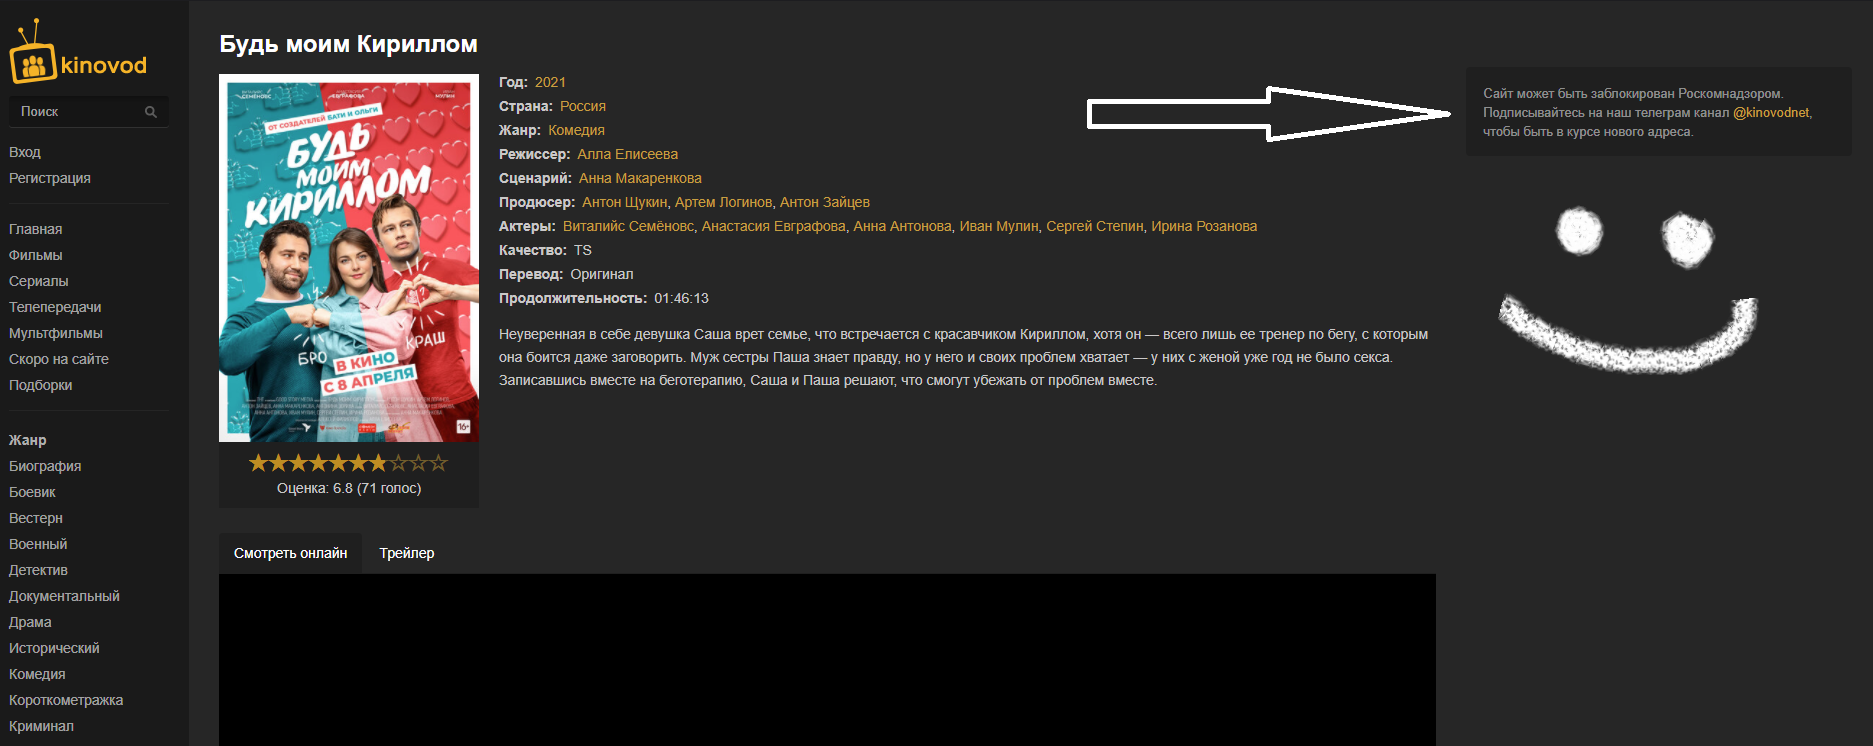 kinovod
Поиск
Вход
Регистрация
Главная
Фильмы
Сериалы
Телепередачи
Мультфильмы
Скоро на сайте
Подборки
Жанр
Биография
Боевик
Вестерн
Военный
Детектив
Документальный
Драма
Исторический
Комедия
Короткометражка
Криминал
Будь моим Кириллом
СЕМЁНОВС
ЕВГРАФОВА
МУЛИН
ОТ СОЗДАТЕЛЕЙ БАТИ И ОЛЬГИ
БУДЬ
МОИМ
КИРИЛЛОМ
БРО
КРАШ
В КИНО
С 8 АПРЕЛЯ
16+
Оценка: 6.8 (71 голос)
Год: 2021
Страна: Россия
Жанр: Комедия
Режиссер: Алла Елисеева
Сценарий: Анна Макаренкова
Продюсер: Антон Щукин, Артем Логинов, Антон Зайцев
Актеры: Виталийс Семёновс, Анастасия Евграфова, Анна Антонова, Иван Мулин, Сергей Степин, Ирина Розанова
Качество: TS
Перевод: Оригинал
Продолжительность: 01:46:13
Неуверенная в себе девушка Саша врет семье, что встречается с красавчиком Кириллом, хотя он — всего лишь ее тренер по бегу, с которым
она боится даже заговорить. Муж сестры Паша знает правду, но у него и своих проблем хватает — у них с женой уже год не было секса.
Записавшись вместе на беготерапию, Саша и Паша решают, что смогут убежать от проблем вместе.
Смотреть онлайн
Трейлер
Сайт может быть заблокирован Роскомнадзором.
Подписывайтесь на наш телеграм канал @kinovodnet,
чтобы быть в курсе нового адреса.